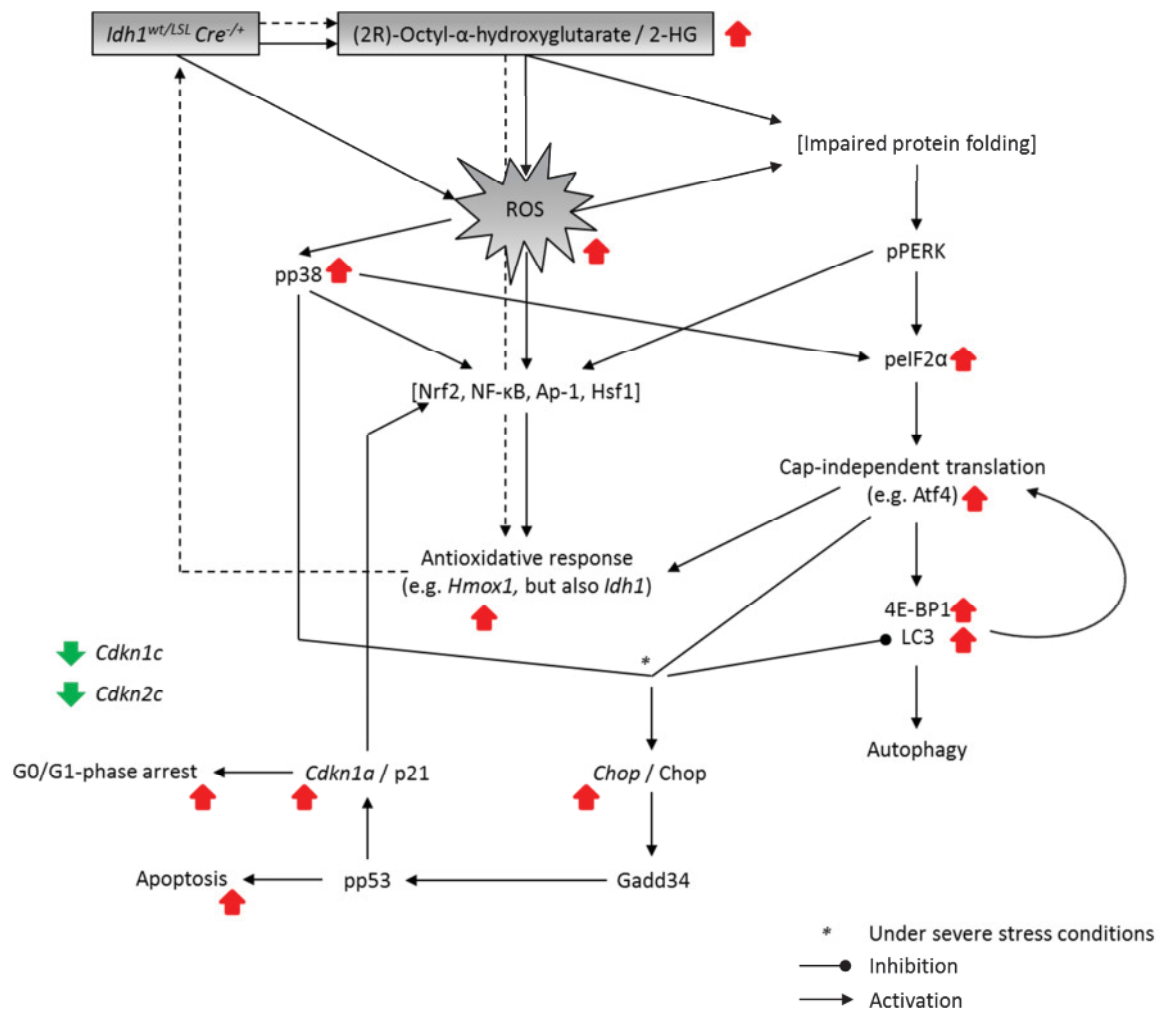 Idh1wt/LSL Cre-/+
(2R)-Octyl-α-hydroxyglutarate / 2-HG
[Impaired protein folding]
ROS
pPERK
pp38
peIF2α
[Nrf2, NF-κB, Ap-1, Hsf1]
Cap-independent translation
(e.g. Atf4)
Antioxidative response
(e.g. Hmox1, but also Idh1)
4E-BP1
LC3
*
Cdkn1c
Cdkn2c
Autophagy
G0/G1-phase arrest
Cdkn1a / p21
Chop / Chop
Apoptosis
pp53
Gadd34
* Under severe stress conditions
Inhibition
Activation